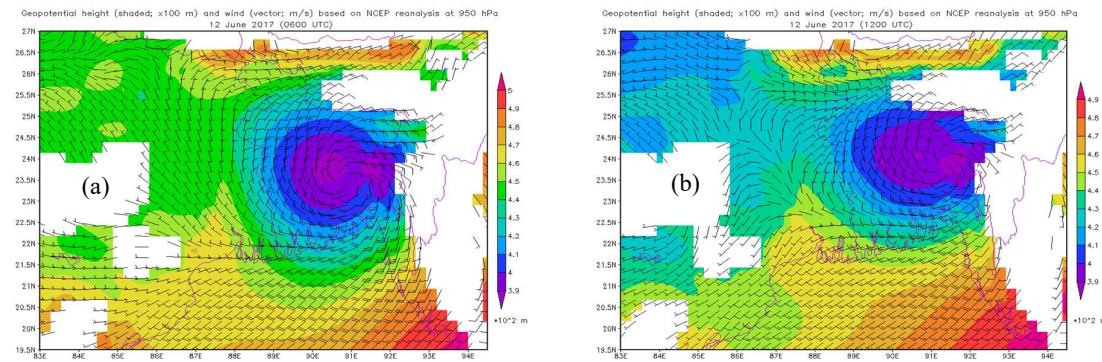 Geopotential height (shaded; x100 m) and wind (vector; m/s) based on NCEP reanalysis at 950 hPa
12 June 2017 (0600 UTC)
27N
26.5N
26N
25.5N
25N
24.5N
24N
23.5N
23N
22.5N
22N
21.5N
21N
20.5N
20N
19.5N
(a)
83E 84E 85E 86E 87E 88E 89E 90E 91E 92E 93E 94E
5
4.8
4.7
4.6
4.5
4.4
4.3
4.2
4.1
4
3.9
*10^2 m
Geopotential height (shaded; x100 m) and wind (vector; m/s) based on NCEP reanalysis at 950 hPa
12 June 2017 (1200 UTC)
27N
26.5N
26N
25.5N
25N
24.5N
24N
23.5N
23N
22.5N
22N
21.5N
21N
20.5N
20N
19.5N
(b)
83E 84E 85E 86E 87E 88E 89E 90E 91E 92E 93E 94E
4.9
4.8
4.7
4.6
4.5
4.4
4.3
4.2
4.1
4
3.9
*10^2 m